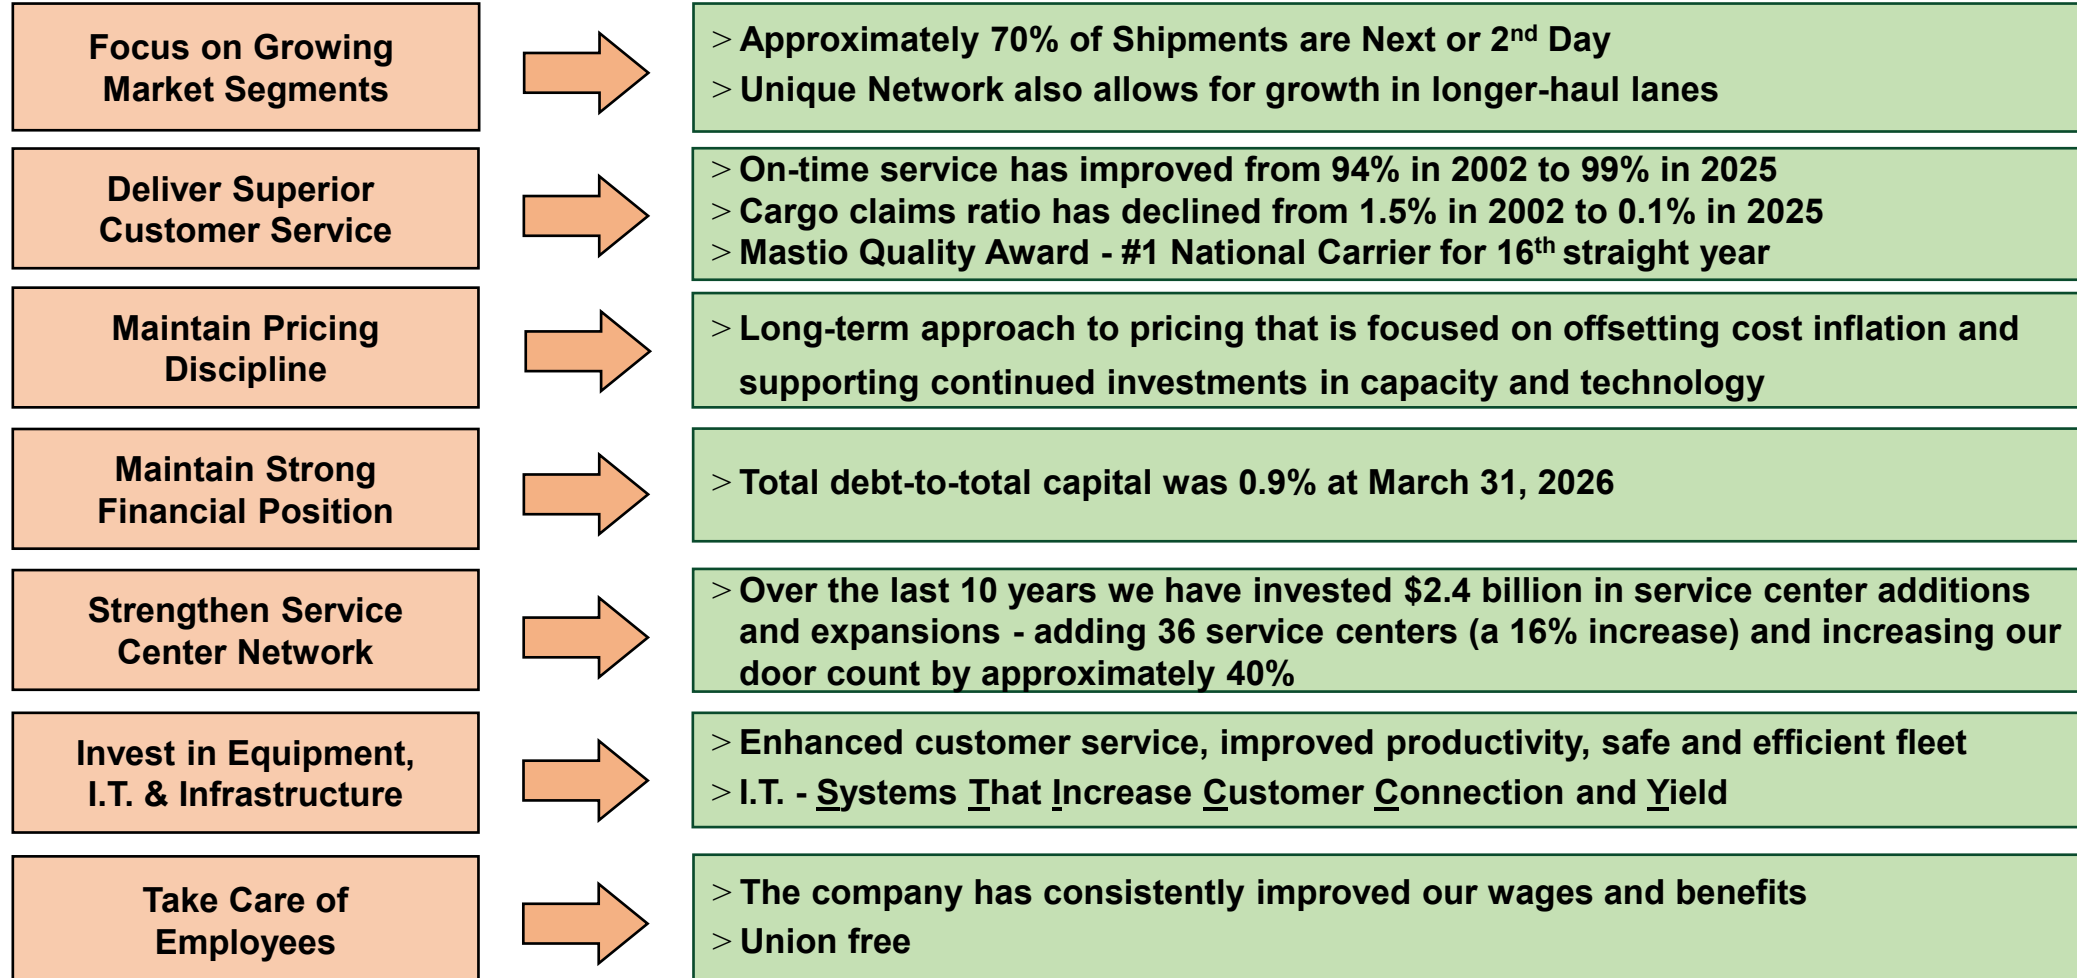 Focus on Growing
Market Segments
> Approximately 70% of Shipments are Next or 2nd Day
> Unique Network also allows for growth in longer-haul lanes
Deliver Superior
Customer Service
> On-time service has improved from 94% in 2002 to 99% in 2025
> Cargo claims ratio has declined from 1.5% in 2002 to 0.1% in 2025
> Mastio Quality Award - #1 National Carrier for 16th straight year
Maintain Pricing
Discipline
> Long-term approach to pricing that is focused on offsetting cost inflation and
supporting continued investments in capacity and technology
Maintain Strong
Financial Position
> Total debt-to-total capital was 0.9% at March 31, 2026
Strengthen Service
Center Network
> Over the last 10 years we have invested $2.4 billion in service center additions
and expansions - adding 36 service centers (a 16% increase) and increasing our
door count by approximately 40%
Invest in Equipment,
I.T. & Infrastructure
> Enhanced customer service, improved productivity, safe and efficient fleet
> I.T. - Systems That Increase Customer Connection and Yield
Take Care of
Employees
> The company has consistently improved our wages and benefits
> Union free